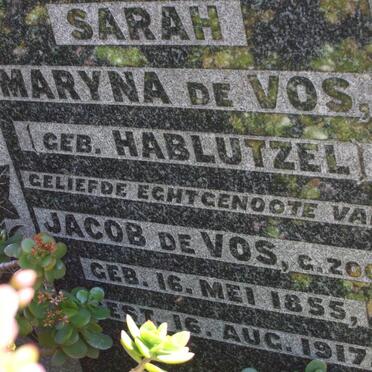 SARAH
MARYNA DE VOS,
(GEB. HABLUTZEL)
GELIEFDE ECHTGENOOTE VA
JACOB DE VOS, C. ZOO
GEB. 16. MEI 1855,
16. AUG. 1917